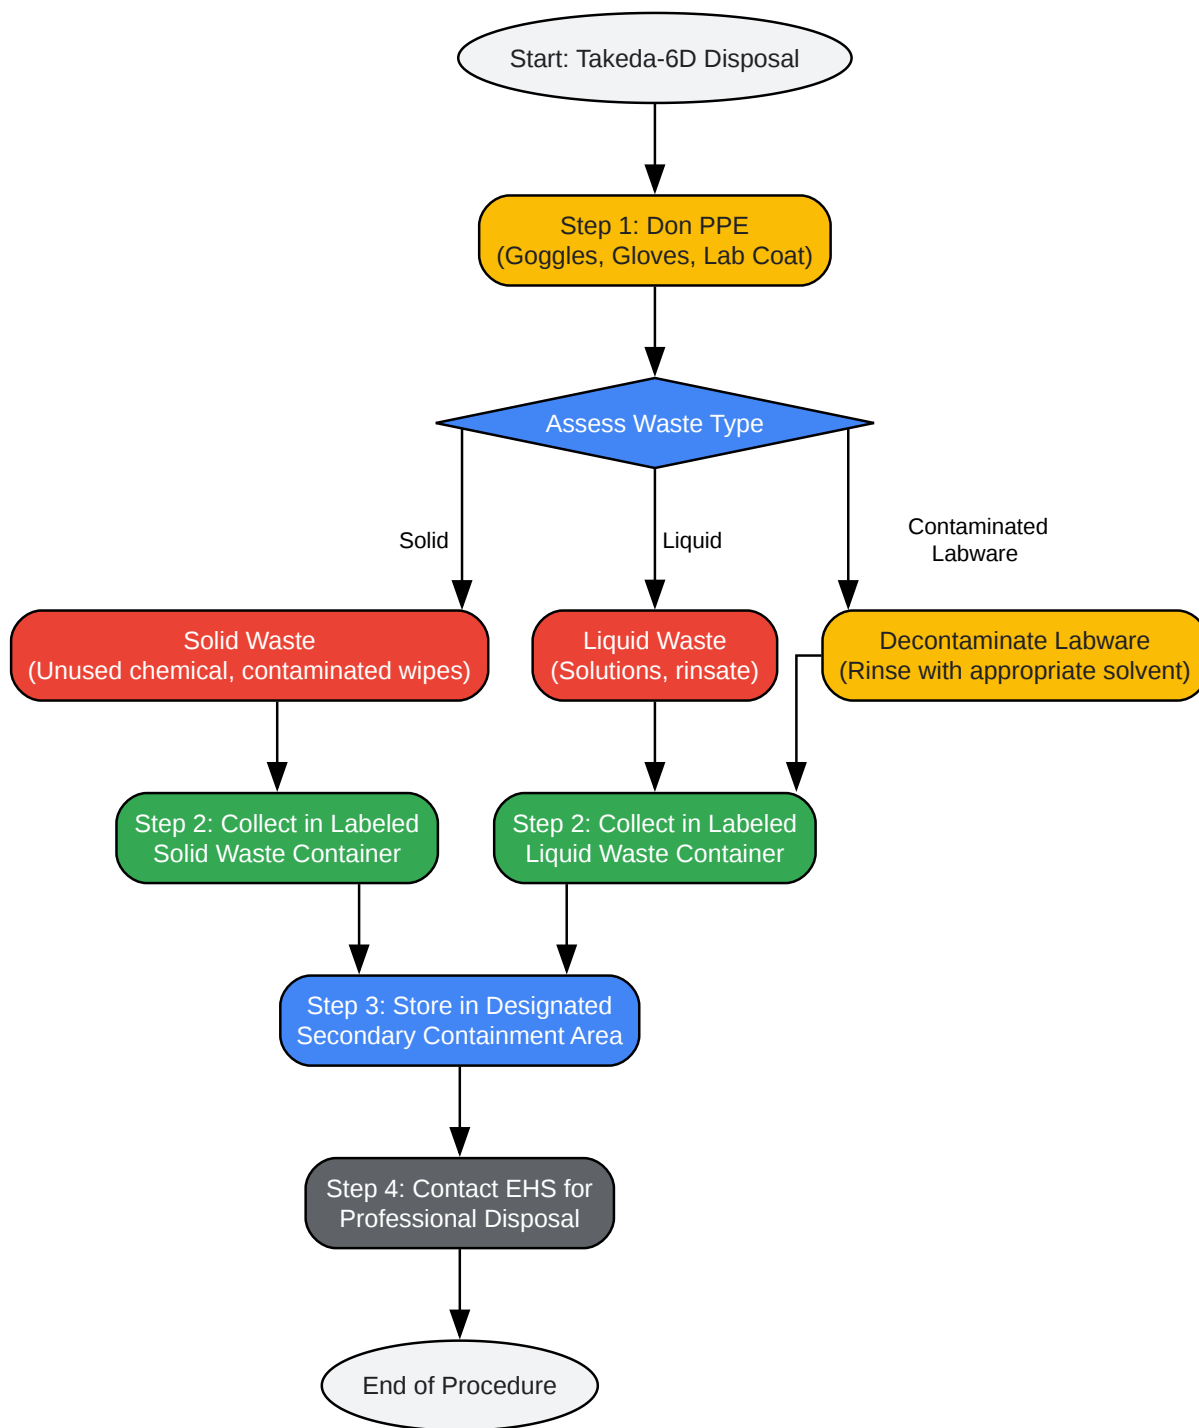 Start: Takeda-6D Disposal
Step 1: Don PPE
(Goggles, Gloves, Lab Coat)
Assess Waste Type
Solid
Liquid
Contaminated
Labware
Solid Waste
(Unused chemical, contaminated wipes)
Liquid Waste
(Solutions, rinsate)
Decontaminate Labware
(Rinse with appropriate solvent)
Step 2: Collect in Labeled
Solid Waste Container
Step 2: Collect in Labeled
Liquid Waste Container
Step 3: Store in Designated
Secondary Containment Area
Step 4: Contact EHS for
Professional Disposal
End of Procedure